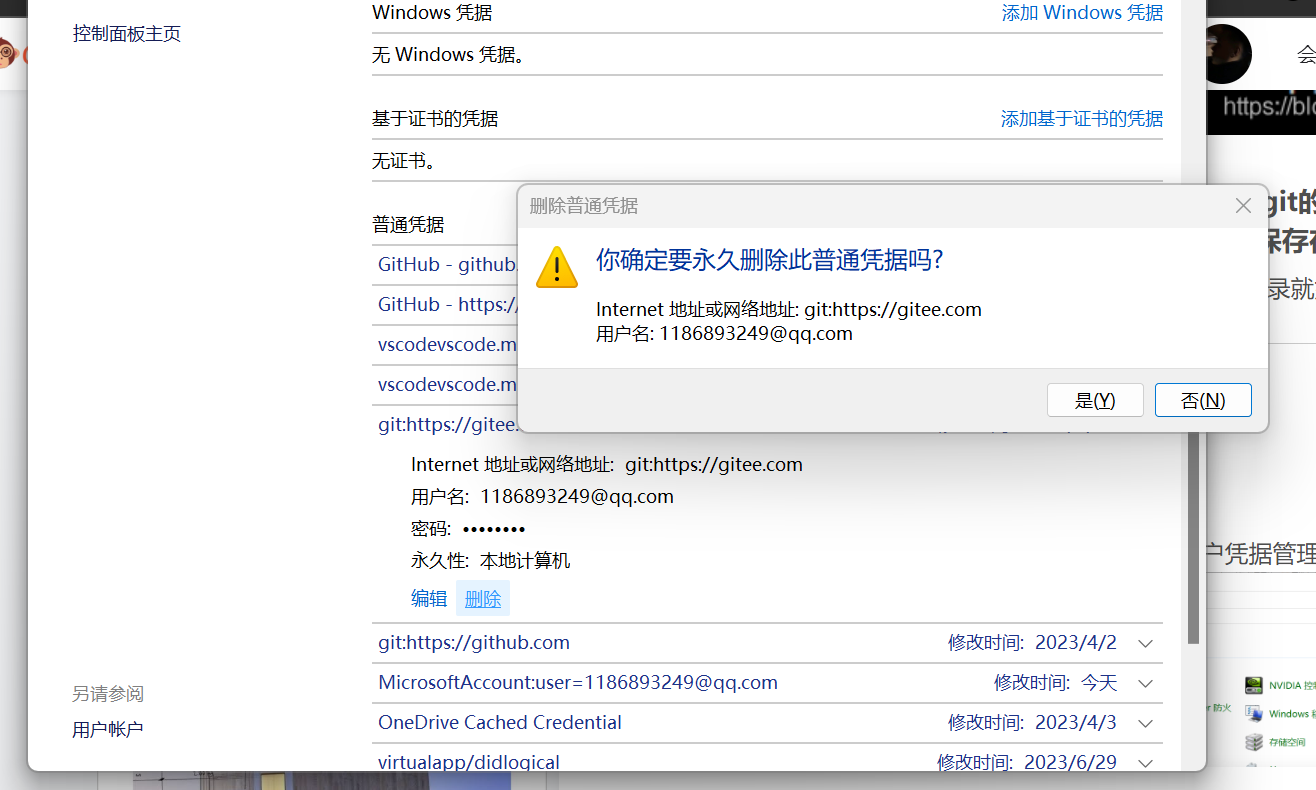 控制面板主页
Windows 凭据
添加 Windows 凭据
无 Windows 凭据。
基于证书的凭据
添加基于证书的凭据
无证书。
普通凭据
GitHub - github.
GitHub - https:/
vscodevscode.m
vscodevscode.m
git:https://gitee.
删除普通凭据
你确定要永久删除此普通凭据吗?
Internet 地址或网络地址: git:https://gitee.com
用户名: 1186893249@qq.com
是(Y)
否(N)
Internet 地址或网络地址: git:https://gitee.com
用户名: 1186893249@qq.com
密码: ••••••••
永久性: 本地计算机
编辑
删除
git:https://github.com
修改时间: 2023/4/2
MicrosoftAccount:user=1186893249@qq.com
修改时间: 今天
OneDrive Cached Credential
修改时间: 2023/4/3
virtualapp/didlogical
修改时间: 2023/6/29
另请参阅
用户帐户
会
https://blo
git的
保存在
录就
户凭据管理
NVIDIA 控
r 防火
Windows
存储空间